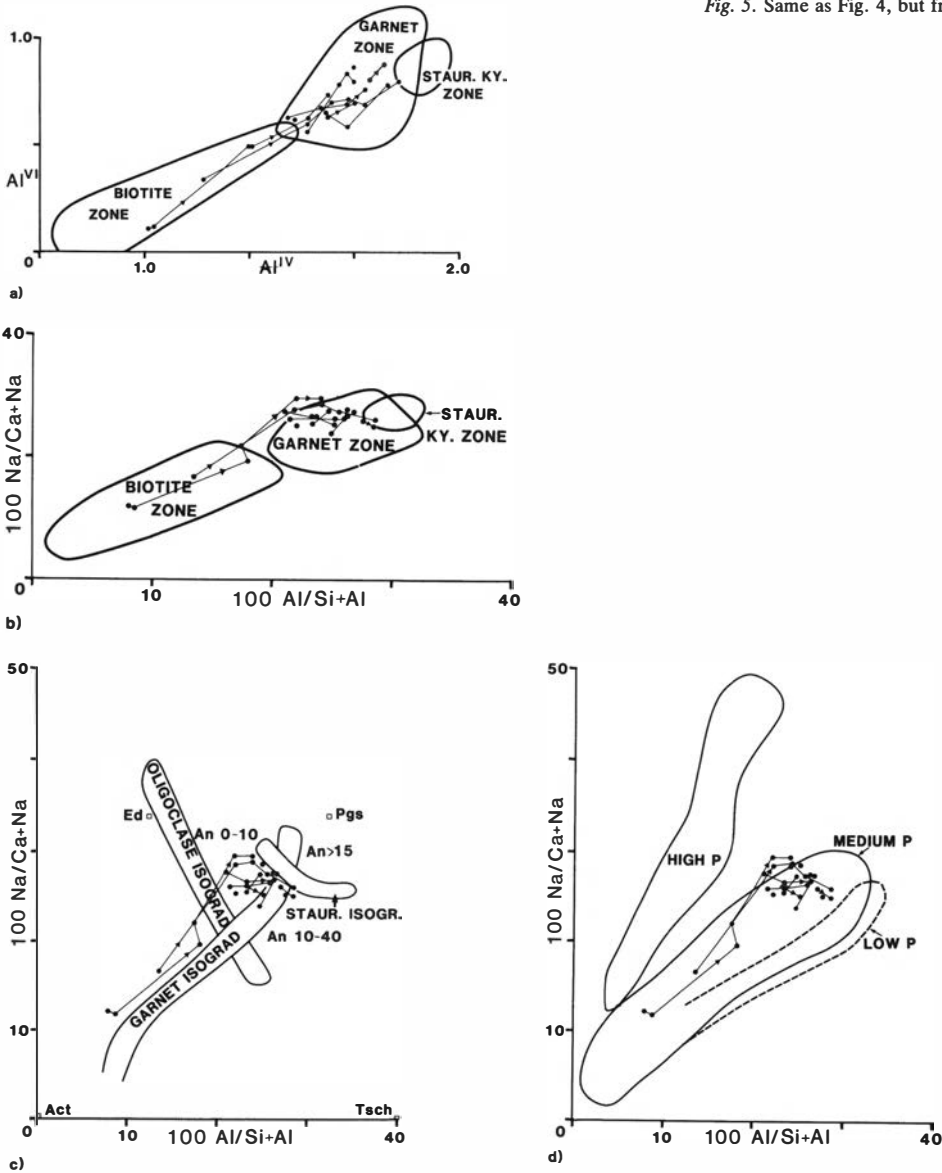 Fig. 5. Same as Fig. 4, but fr
1.0
GARNET
ZONE
STAUR. KY.
ZONE
Al^VI
BIOTITE
ZONE
0
1.0
Al^IV
2.0
a)
40
100 Na/Ca+Na
STAUR.
KY. ZONE
GARNET ZONE
BIOTITE
ZONE
0
10
100 Al/Si+Al
40
b)
50
100 Na/Ca+Na
OLIGOCLASE ISOGRAD
Ed
An 0-10
Pgs
An>15
STAUR. ISOGR.
An 10-40
GARNET ISOGRAD
10
Act
Tsch
0
10
100 Al/Si+Al
40
c)
50
100 Na/Ca+Na
HIGH P
MEDIUM P
LOW P
10
0
10
100 Al/Si+Al
40
d)